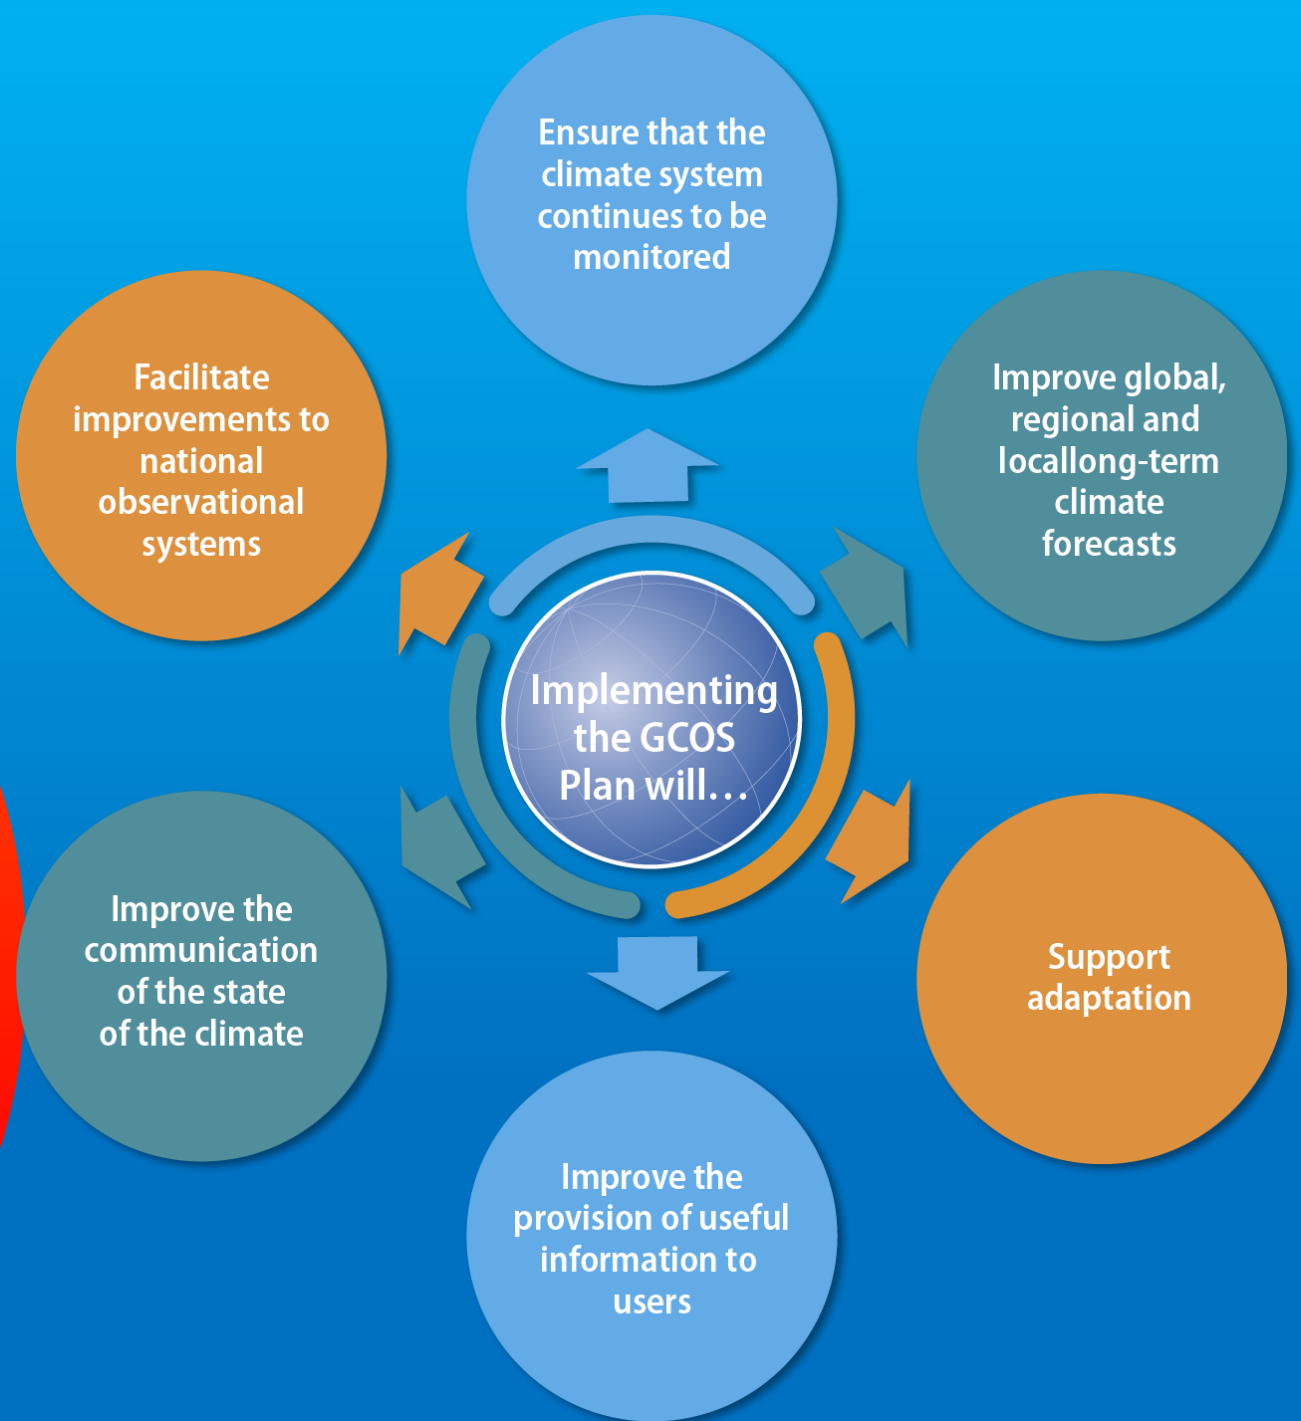 Ensure that the
climate system
continues to be
monitored
Facilitate
improvements to
national
observational
systems
Improve global,
regional and
locallong-term
climate
forecasts
Implementing
the GCOS
Plan will...
Improve the
communication
of the state
of the climate
Support
adaptation
Improve the
provision of useful
information to
users